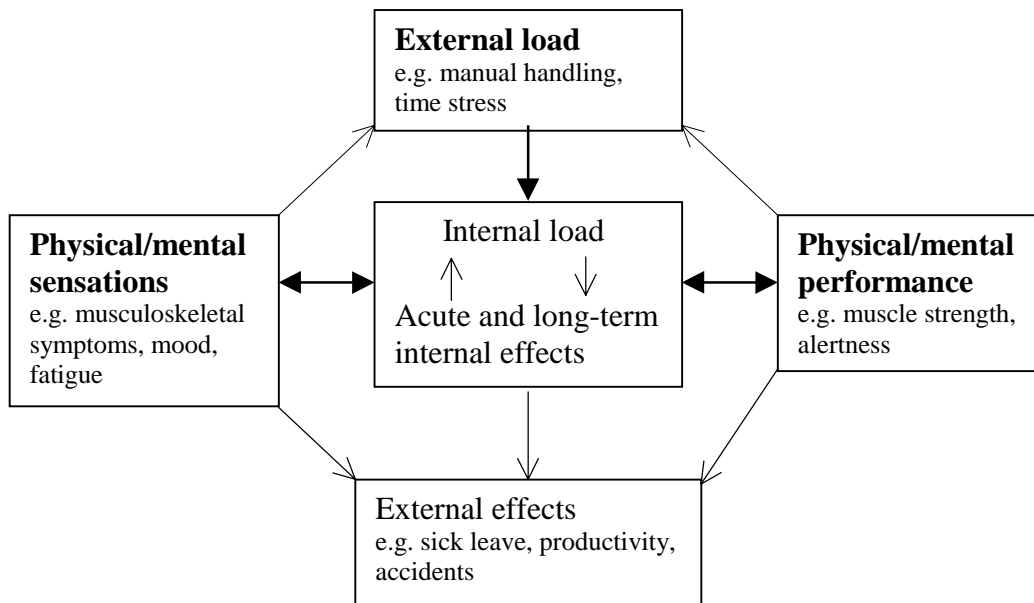 External load
e.g. manual handling,
time stress
Physical/mental
sensations
e.g. musculoskeletal
symptoms, mood,
fatigue
Internal load
Acute and long-term
internal effects
Physical/mental
performance
e.g. muscle strength,
alertness
External effects
e.g. sick leave, productivity,
accidents